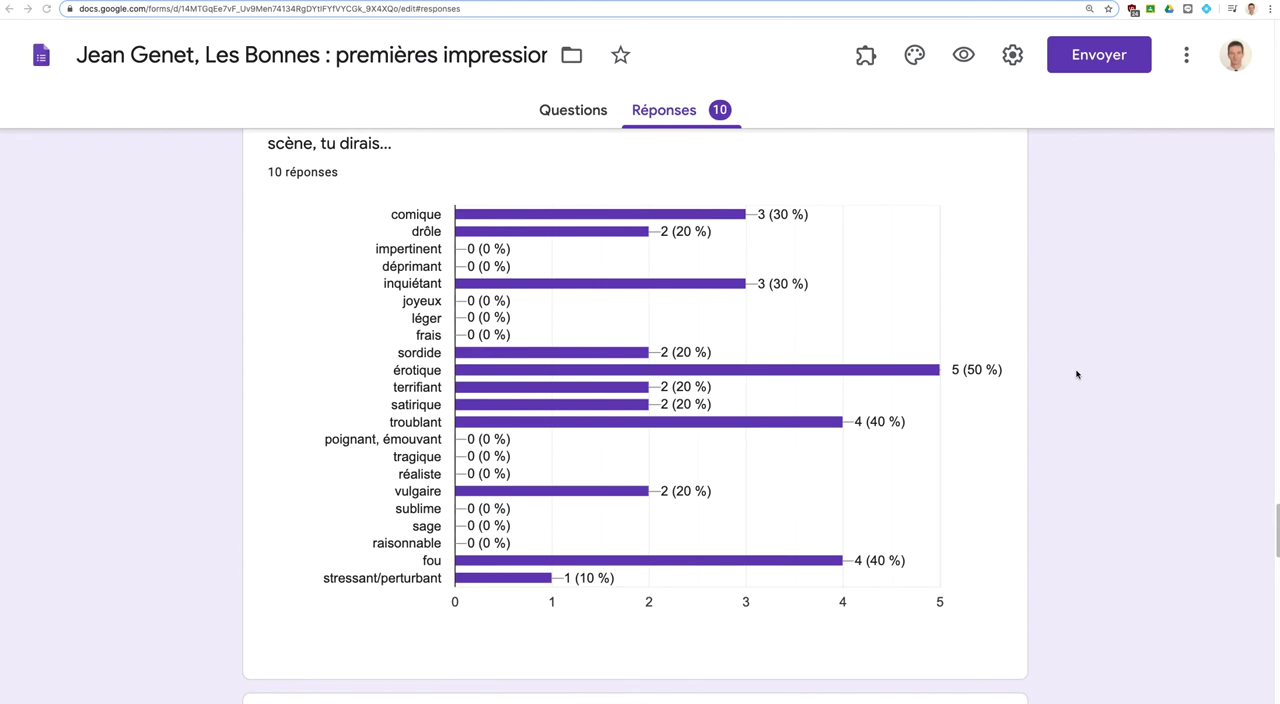 docs.google.com/forms/d/14MTGqEe7vF_Uv9Men74134RgDYtIFYfVYCGk_9X4XQo/edit#responses
24
Jean Genet, Les Bonnes : premières impression
Envoyer
Questions Réponses 10
scène, tu dirais...
10 réponses
comique 3 (30 %)
drôle 2 (20 %)
impertinent 0 (0 %)
déprimant 0 (0 %)
inquiétant 3 (30 %)
joyeux 0 (0 %)
léger 0 (0 %)
frais 0 (0 %)
sordide 2 (20 %)
érotique 5 (50 %)
terrifiant 2 (20 %)
satirique 2 (20 %)
troublant 4 (40 %)
poignant, émouvant 0 (0 %)
tragique 0 (0 %)
réaliste 0 (0 %)
vulgaire 2 (20 %)
sublime 0 (0 %)
sage 0 (0 %)
raisonnable 0 (0 %)
fou 4 (40 %)
stressant/perturbant 1 (10 %)
0 1 2 3 4 5